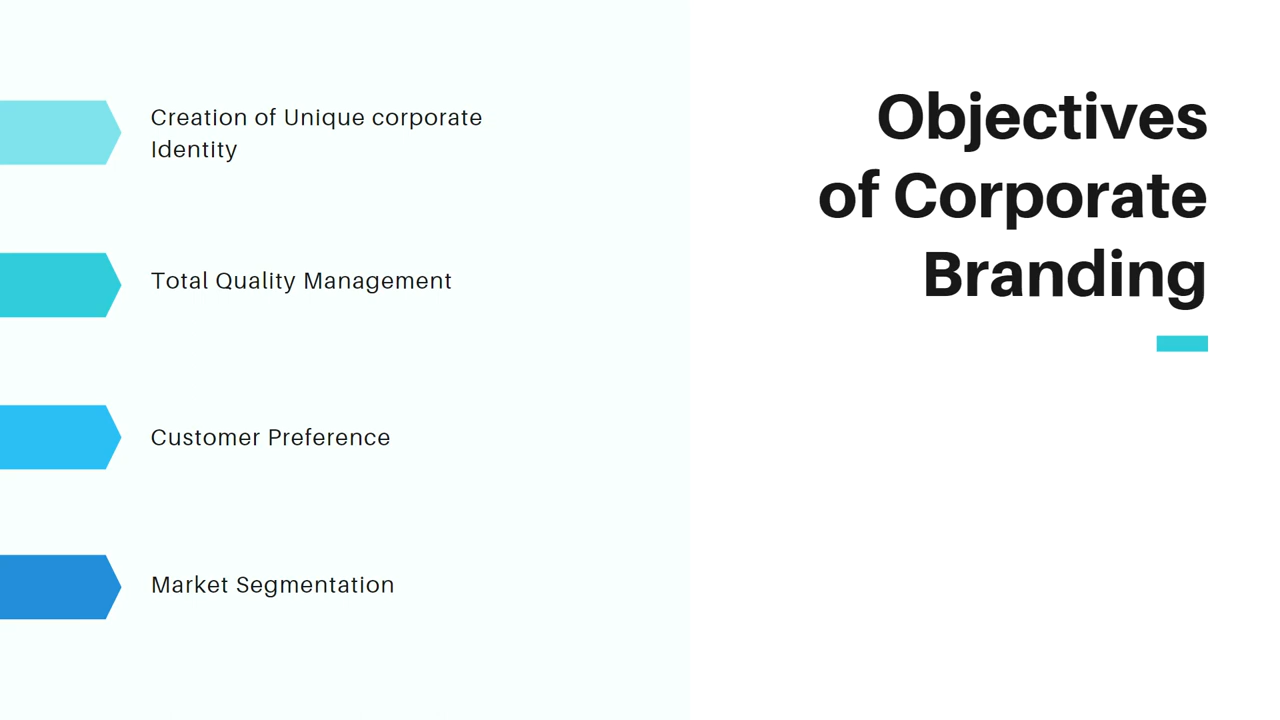 Objectives
of Corporate
Branding
Creation of Unique corporate
Identity
Total Quality Management
Customer Preference
Market Segmentation